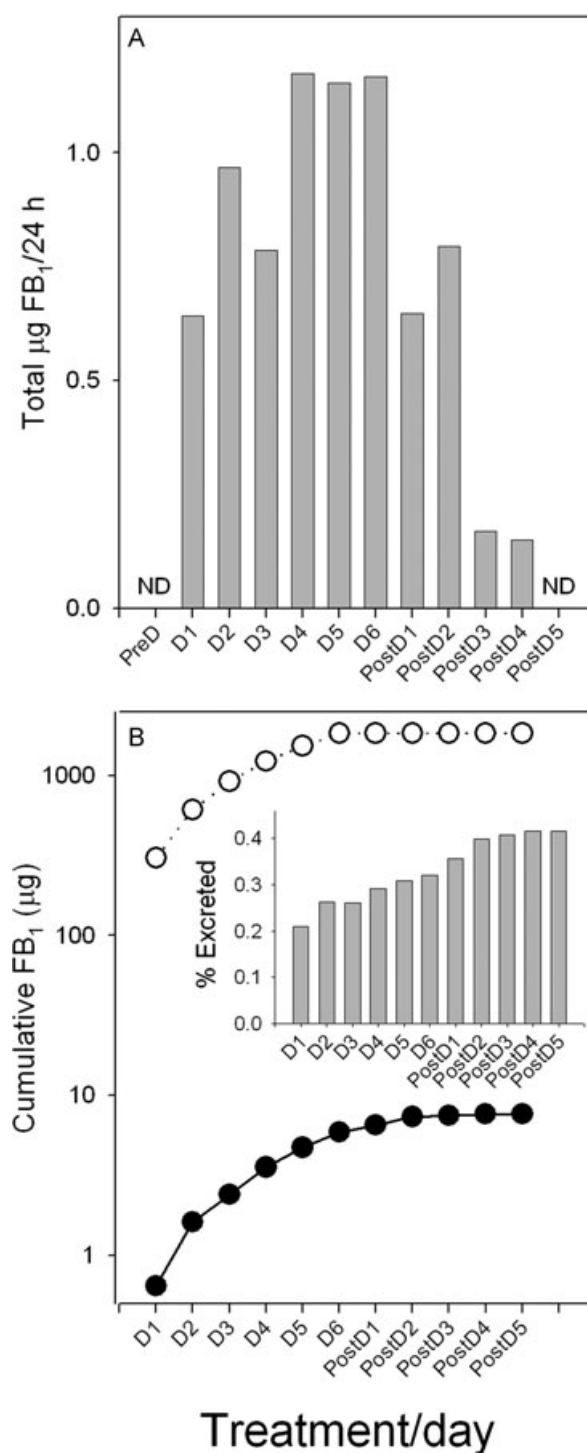 A
Total µg FB₁/24 h
1.0
0.5
0.0
ND
ND
PreD
D1
D2
D3
D4
D5
D6
PostD1
PostD2
PostD3
PostD4
PostD5
B
Cumulative FB₁ (µg)
1000
100
10
1
% Excreted
0.4
0.3
0.2
0.1
0.0
D1
D2
D3
D4
D5
D6
PostD1
PostD2
PostD3
PostD4
PostD5
D1
D2
D3
D4
D5
D6
PostD1
PostD2
PostD3
PostD4
PostD5
Treatment/day